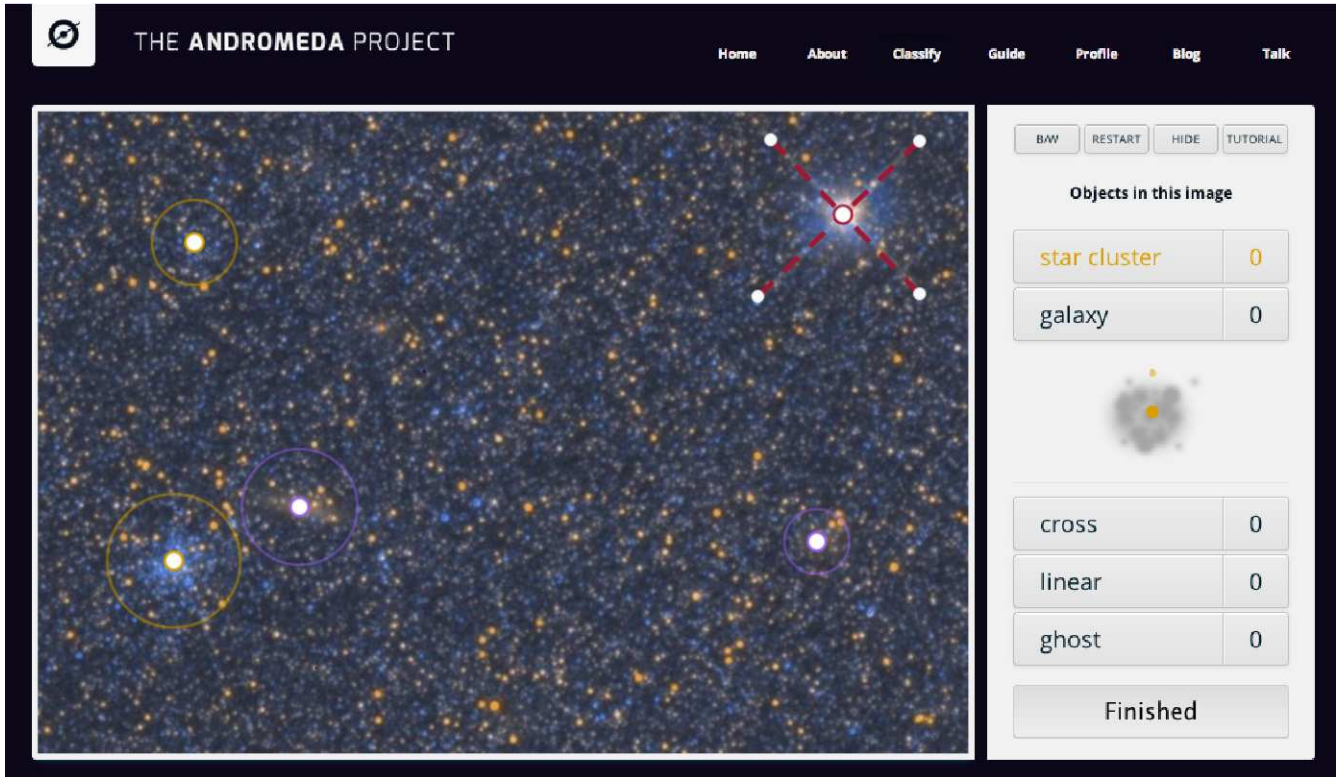 THE ANDROMEDA PROJECT
Home About Classify Guide Profile Blog Talk
B/W RESTART HIDE TUTORIAL
Objects in this image
star cluster 0
galaxy 0
cross 0
linear 0
ghost 0
Finished